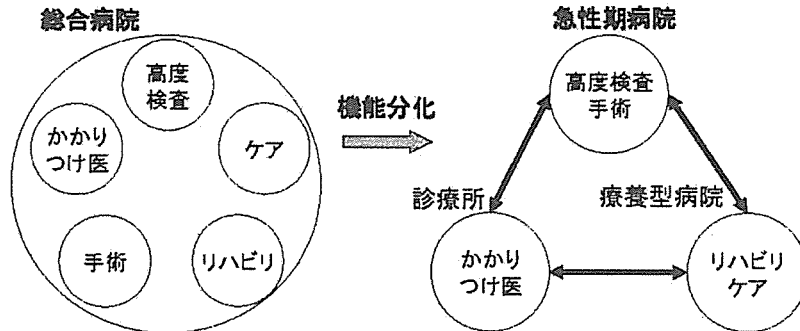 総合病院
高度
検査
かかり
つけ医
ケア
手術
リハビリ
機能分化
急性期病院
高度検査
手術
診療所
療養型病院
かかり
つけ医
リハビリ
ケア